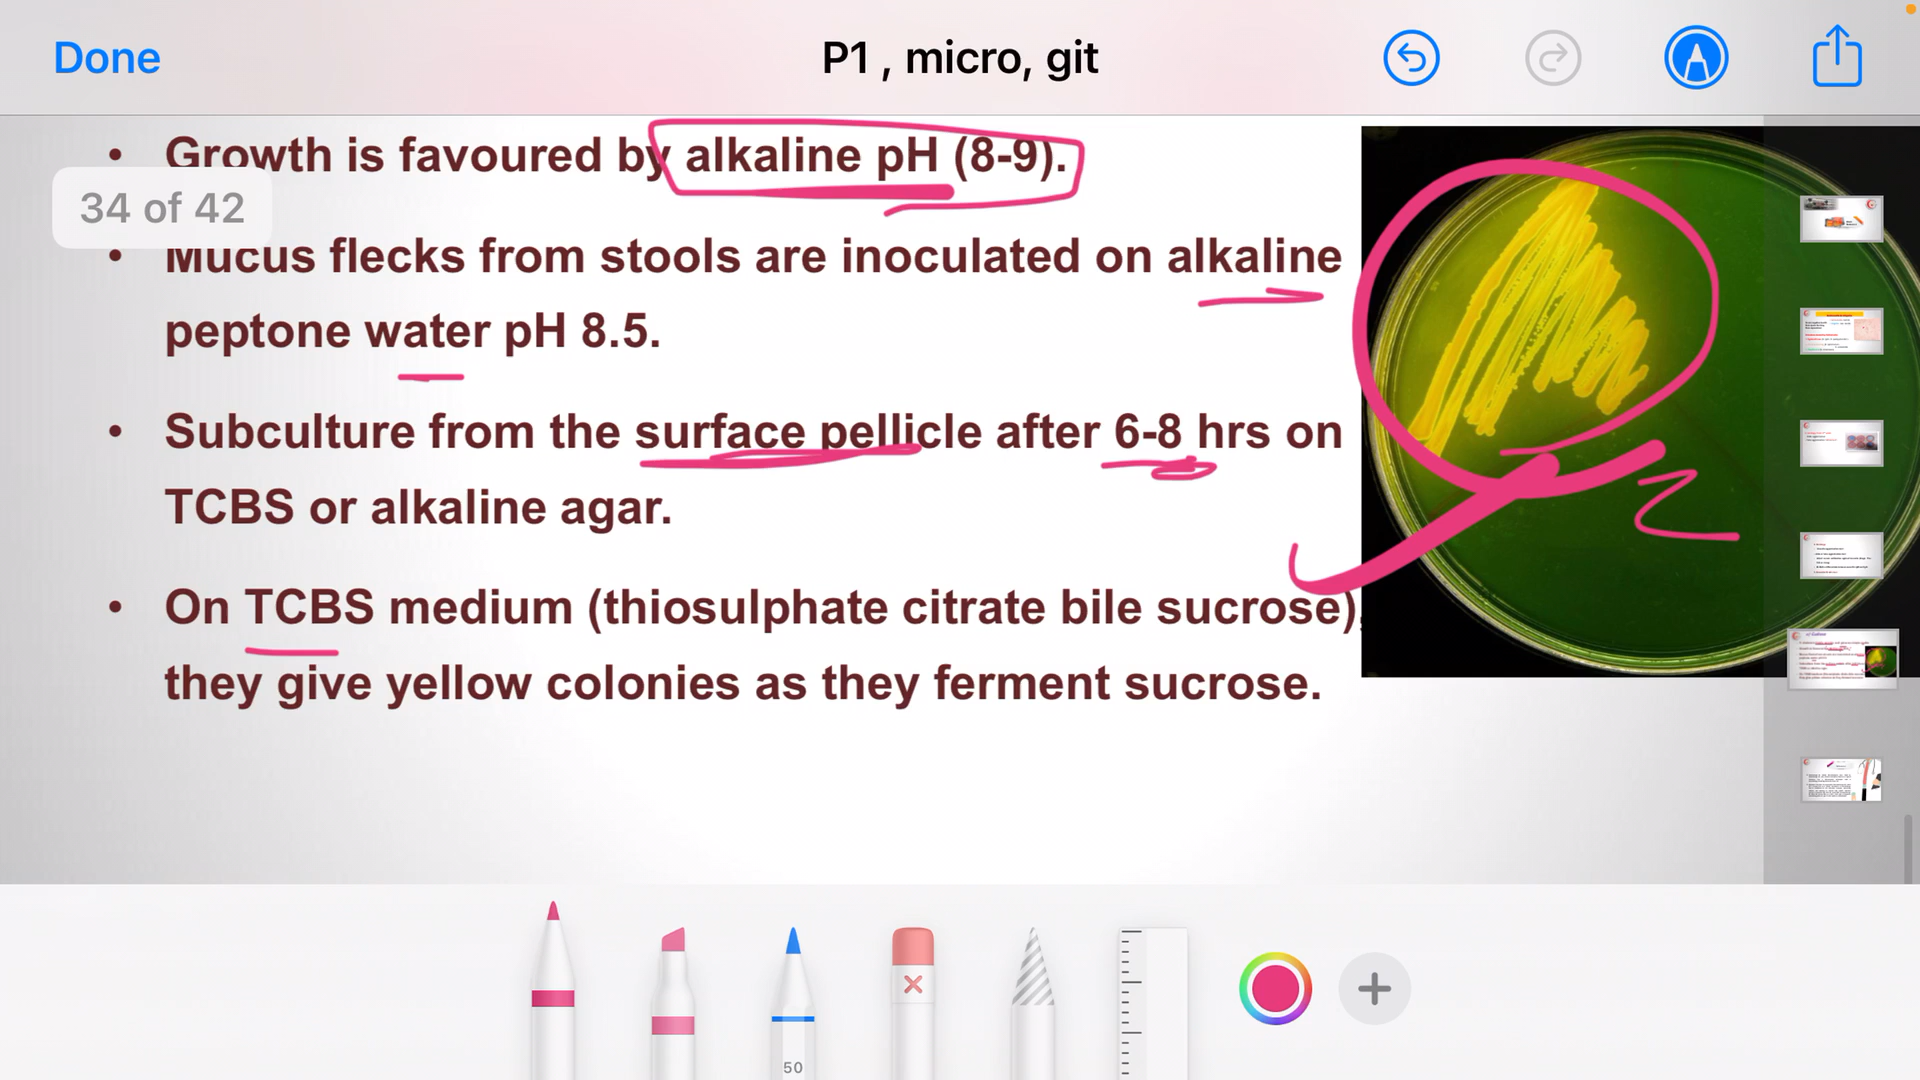 Done
P1 , micro, git
• Growth is favoured by alkaline pH (8-9).
34 of 42
• Mucus flecks from stools are inoculated on alkaline
peptone water pH 8.5.
• Subculture from the surface pellicle after 6-8 hrs on
TCBS or alkaline agar.
• On TCBS medium (thiosulphate citrate bile sucrose),
they give yellow colonies as they ferment sucrose.
50